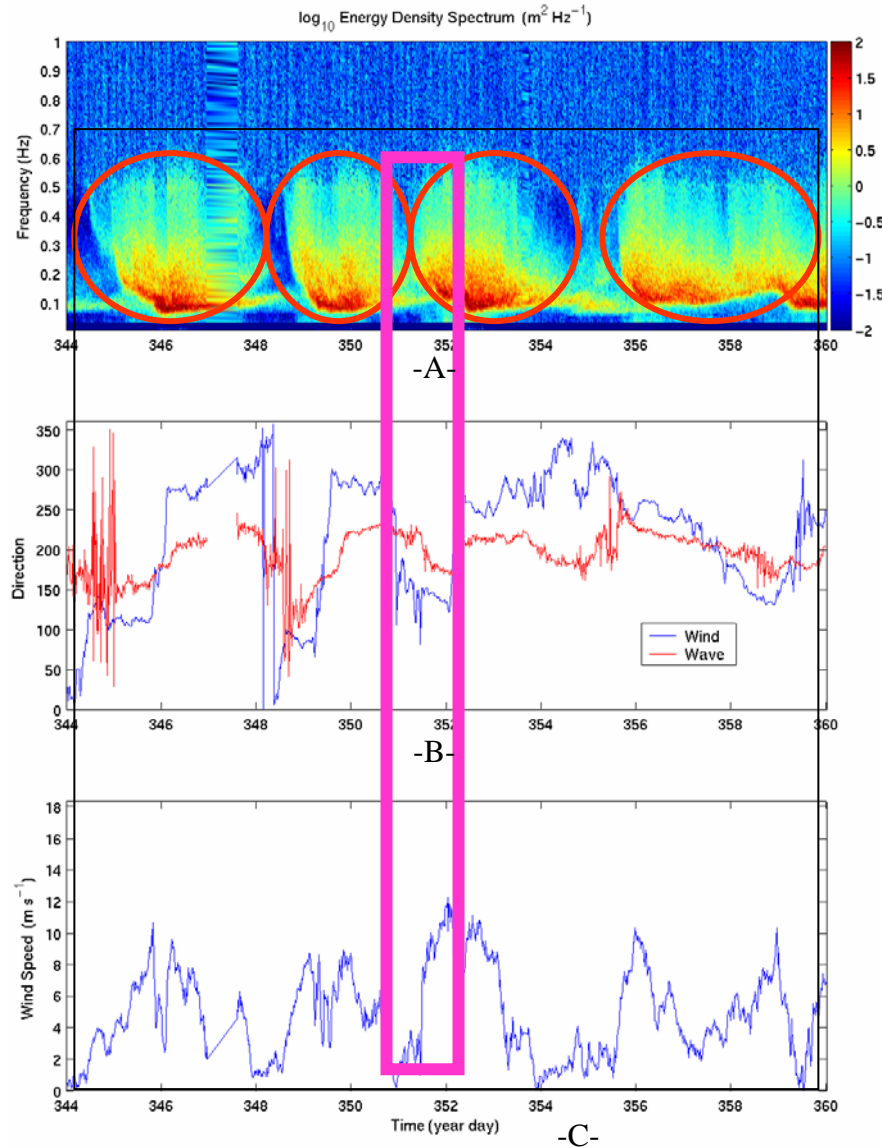 log10 Energy Density Spectrum (m2 Hz−1)
Frequency (Hz)
1
0.9
0.8
0.7
0.6
0.5
0.4
0.3
0.2
0.1
2
1.5
1
0.5
0
−0.5
−1
−1.5
−2
344 346 348 350 352 354 356 358 360
-A-
Direction
350
300
250
200
150
100
50
0
Wind
Wave
344 346 348 350 352 354 356 358 360
-B-
Wind Speed (m s−1)
18
16
14
12
10
8
6
4
2
0
344 346 348 350 352 354 356 358 360
Time (year day)
-C-